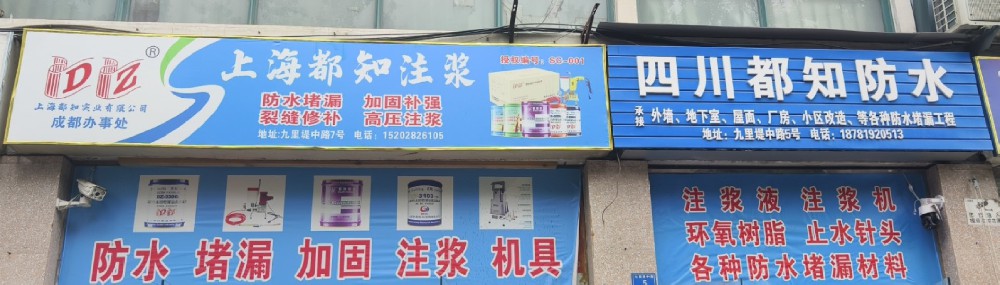 DZ®
上海都知实业有限公司
成都办事处
上海都知注浆
授权编号:SG-001
防水堵漏 加固补强
裂缝修补 高压注浆
地址:九里堤中路7号 电话:15202826105
四川都知防水
承接 外墙、地下室、屋面、厂房、小区改造、等各种防水堵漏工程
地址:九里堤中路5号 电话:18781920513
防水 堵漏 加固 注浆 机具
注浆液 注浆机
环氧树脂 止水针头
各种防水堵漏材料
5